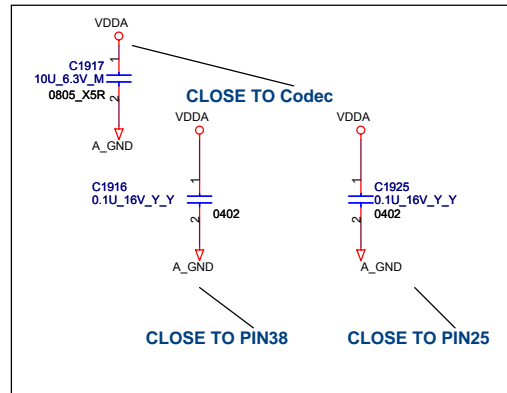 VDDA
1
C1917
10U_6.3V_M
2
0805_X5R
A_GND
CLOSE TO Codec
VDDA
1
C1916
0.1U_16V_Y_Y
2
0402
A_GND
CLOSE TO PIN38
VDDA
1
C1925
0.1U_16V_Y_Y
2
0402
A_GND
CLOSE TO PIN25